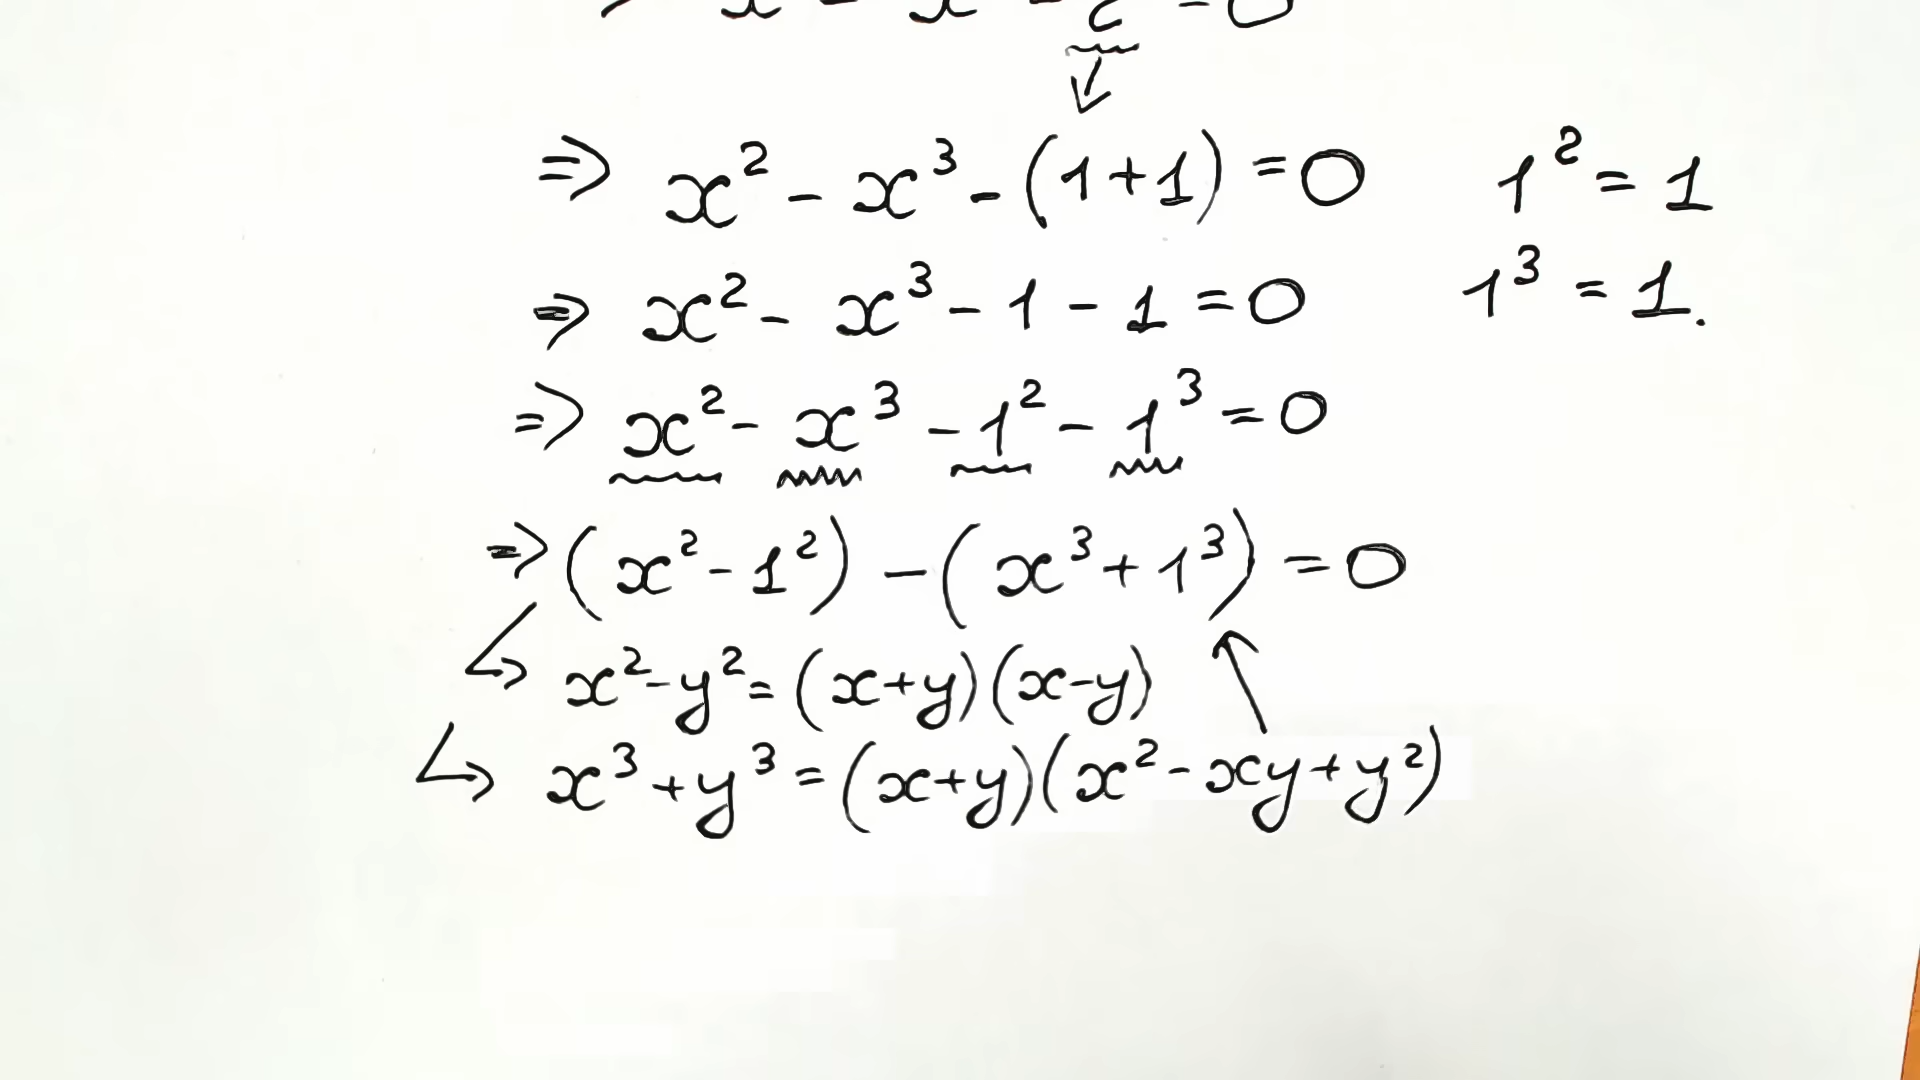 ⇒ x² - x³ - (1+1) = 0
1² = 1
⇒ x² - x³ - 1 - 1 = 0
1³ = 1.
⇒ x² - x³ - 1² - 1³ = 0
⇒ (x² - 1²) - (x³ + 1³) = 0
↳ x² - y² = (x+y)(x-y)
↳ x³ + y³ = (x+y)(x² - xy + y²)